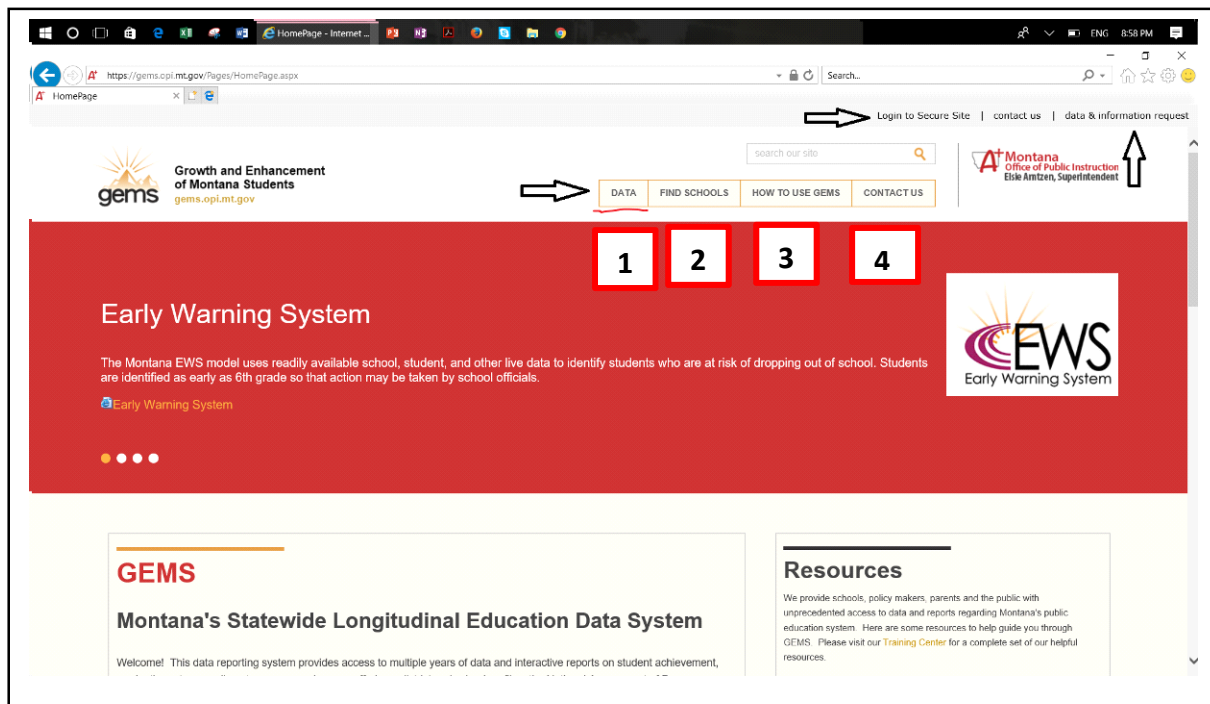 HomePage - Internet ...
ENG 8:58 PM
https://gems.opi.mt.gov/Pages/HomePage.aspx
Search...
HomePage
Login to Secure Site | contact us | data & information request
search our site
gems
Growth and Enhancement
of Montana Students
gems.opi.mt.gov
DATA FIND SCHOOLS HOW TO USE GEMS CONTACT US
A+ Montana
Office of Public Instruction
Elsie Arntzen, Superintendent
1 2 3 4
Early Warning System
The Montana EWS model uses readily available school, student, and other live data to identify students who are at risk of dropping out of school. Students
are identified as early as 6th grade so that action may be taken by school officials.
Early Warning System
EWS
Early Warning System
GEMS
Montana's Statewide Longitudinal Education Data System
Welcome! This data reporting system provides access to multiple years of data and interactive reports on student achievement,
Resources
We provide schools, policy makers, parents and the public with
unprecedented access to data and reports regarding Montana's public
education system. Here are some resources to help guide you through
GEMS. Please visit our Training Center for a complete set of our helpful
resources.